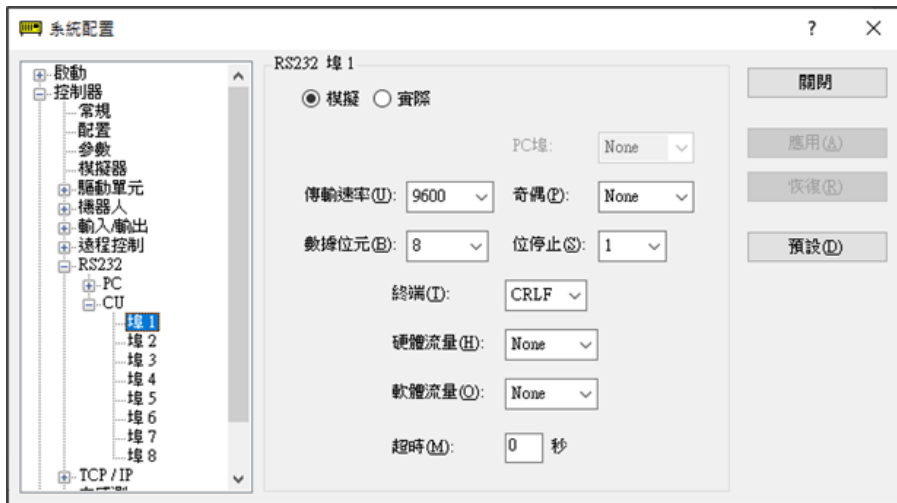 系統配置
啟動
控制器
常規
配置
參數
模擬器
驅動單元
機器人
輸入/輸出
遠程控制
RS232
PC
CU
埠 1
埠 2
埠 3
埠 4
埠 5
埠 6
埠 7
埠 8
TCP / IP
RS232 埠 1
模擬 實際
PC埠: None
傳輸速率(U): 9600 奇偶(P): None
數據位元(B): 8 位停止(S): 1
終端(T): CRLF
硬體流量(H): None
軟體流量(O): None
超時(M): 0 秒
關閉
應用(A)
恢復(R)
預設(D)